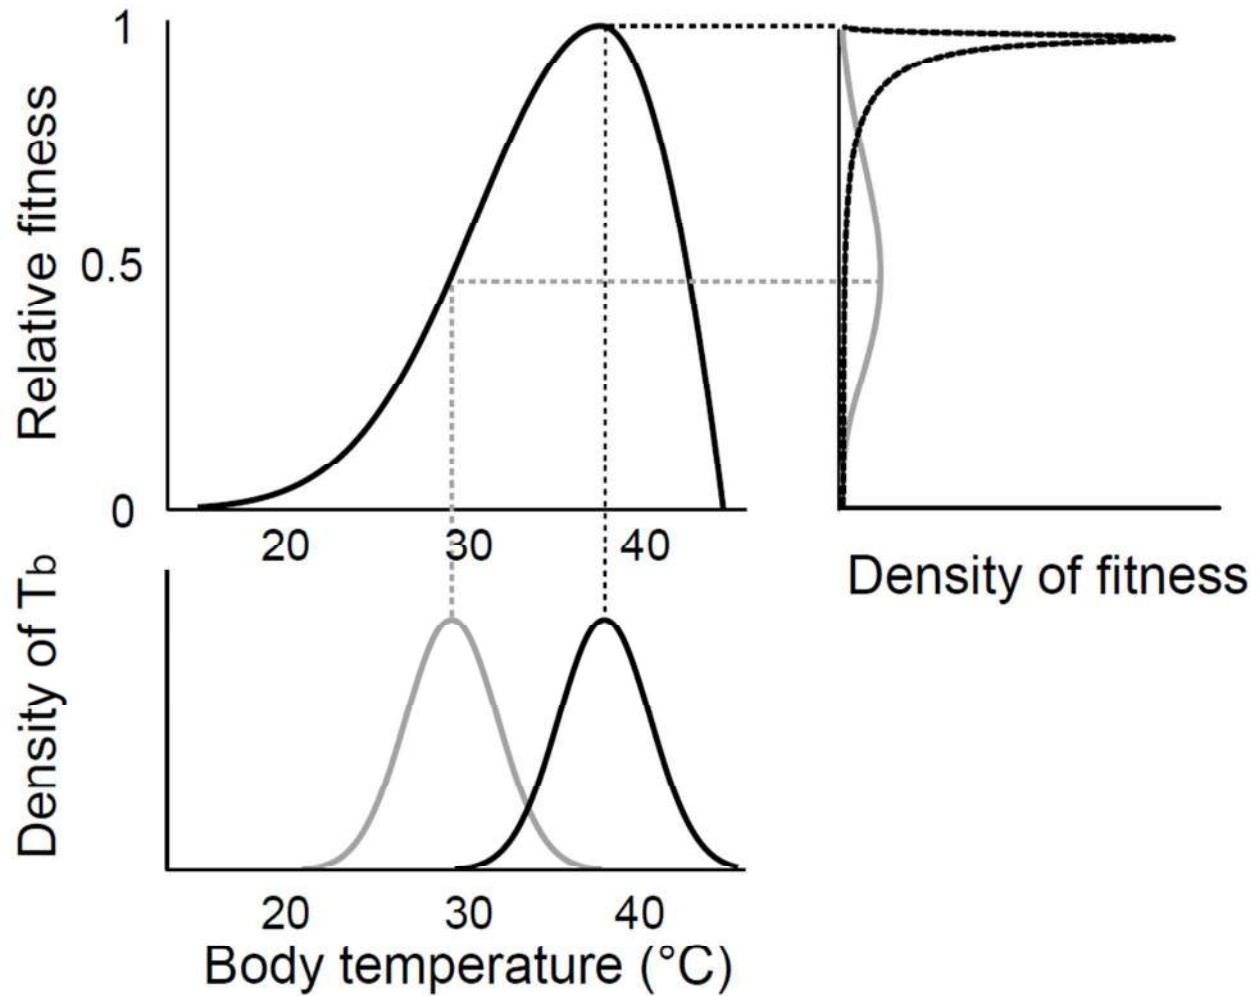 Relative fitness
1
0.5
0
20 30 40
Density of fitness
Density of Tb
20 30 40
Body temperature (°C)